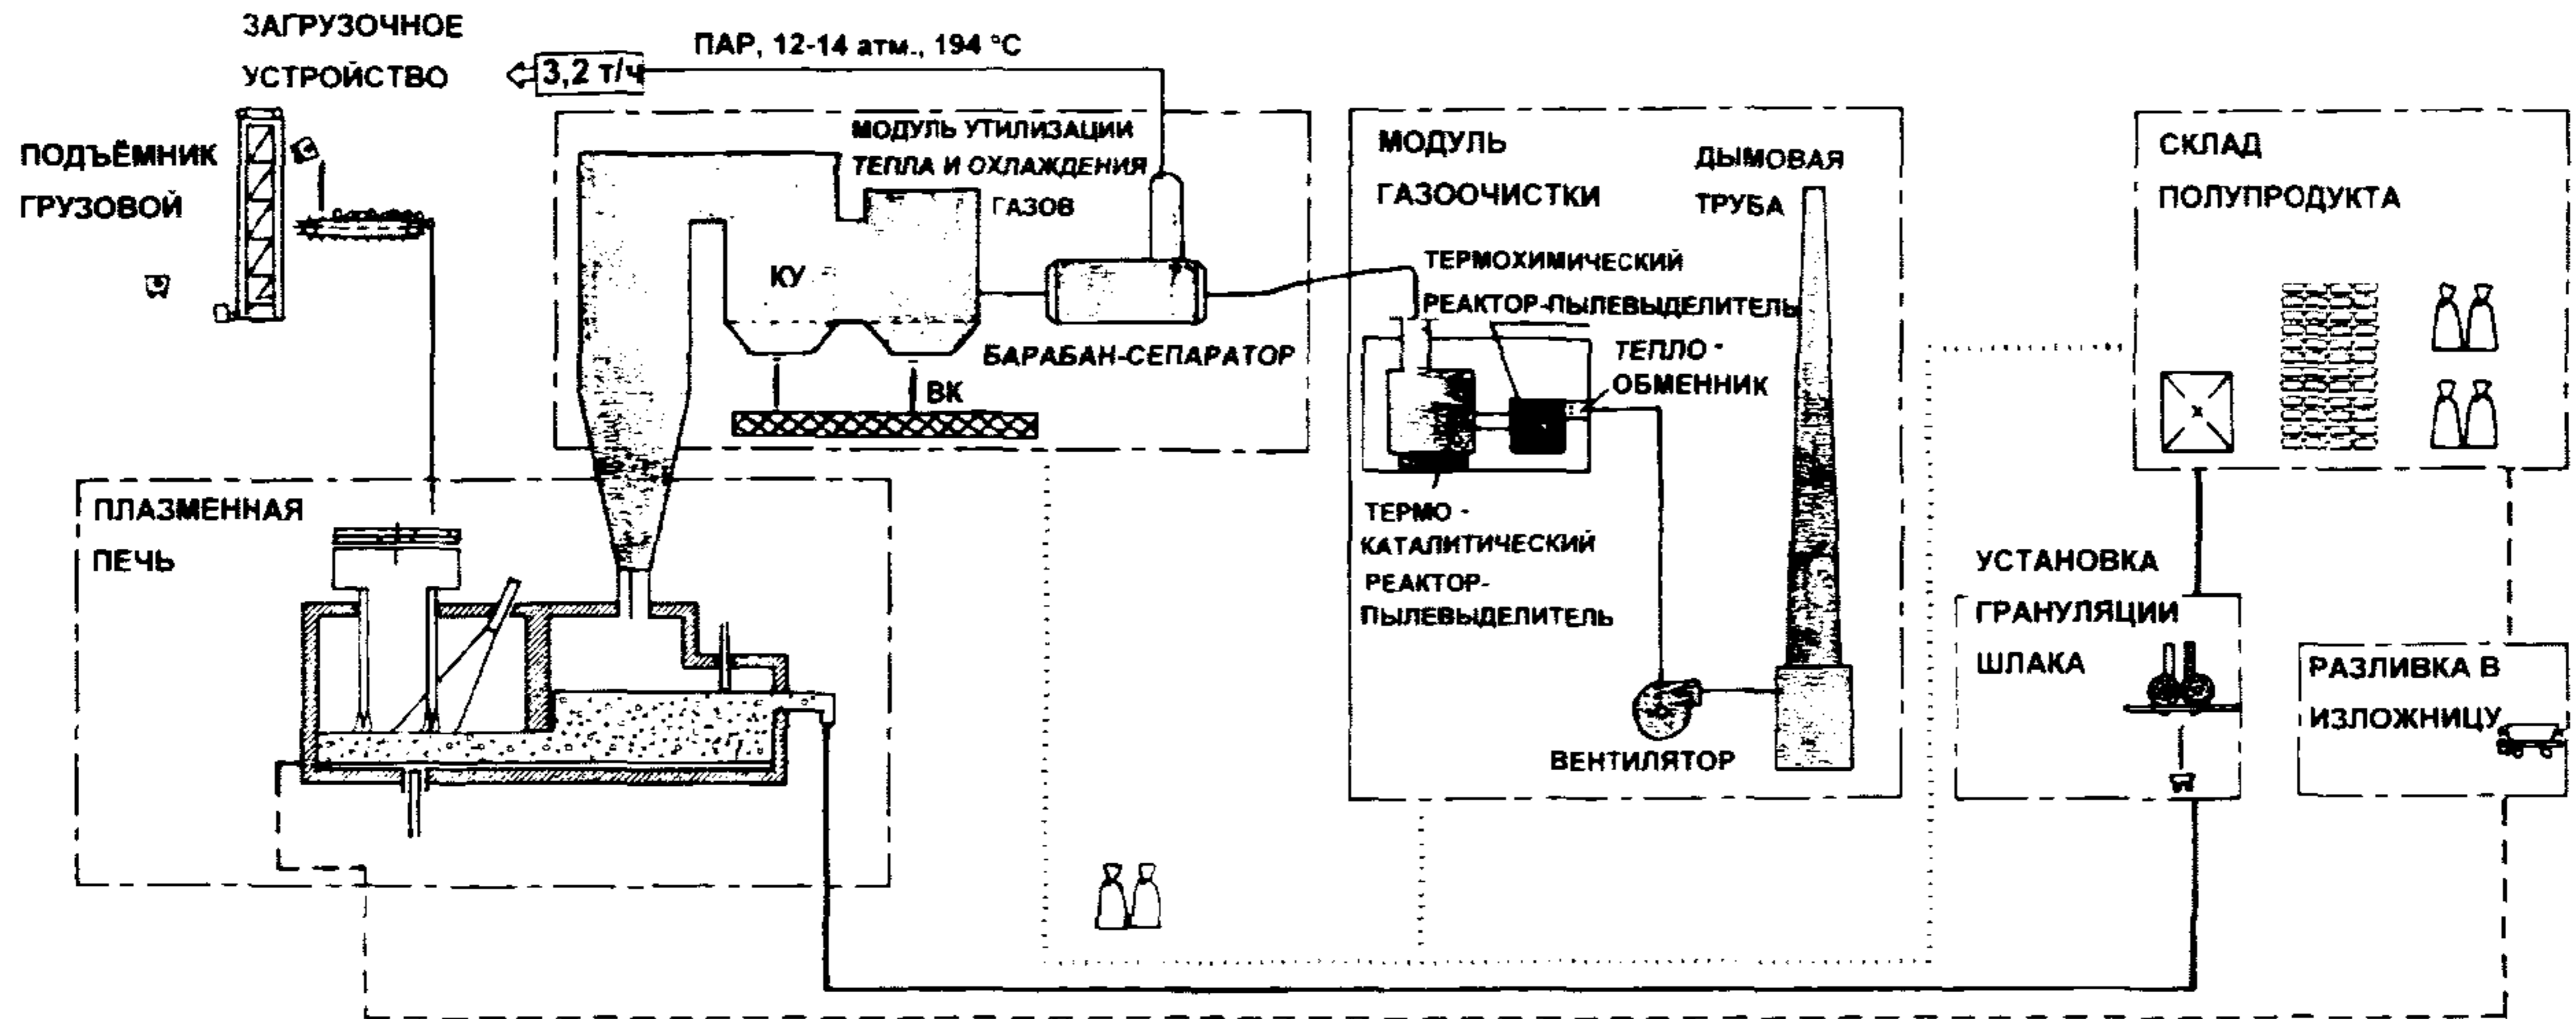 ЗАГРУЗОЧНОЕ
УСТРОЙСТВО
ПАР, 12-14 атм., 194 °С
3,2 т/ч
ПОДЪЁМНИК
ГРУЗОВОЙ
МОДУЛЬ УТИЛИЗАЦИИ
ТЕПЛА И ОХЛАЖДЕНИЯ
ГАЗОВ
КУ
БАРАБАН-СЕПАРАТОР
ВК
МОДУЛЬ
ГАЗООЧИСТКИ
ДЫМОВАЯ
ТРУБА
ТЕРМОХИМИЧЕСКИЙ
РЕАКТОР-ПЫЛЕВЫДЕЛИТЕЛЬ
ТЕПЛО -
ОБМЕННИК
ТЕРМО -
КАТАЛИТИЧЕСКИЙ
РЕАКТОР-
ПЫЛЕВЫДЕЛИТЕЛЬ
ВЕНТИЛЯТОР
СКЛАД
ПОЛУПРОДУКТА
ПЛАЗМЕННАЯ
ПЕЧЬ
УСТАНОВКА
ГРАНУЛЯЦИИ
ШЛАКА
РАЗЛИВКА В
ИЗЛОЖНИЦУ